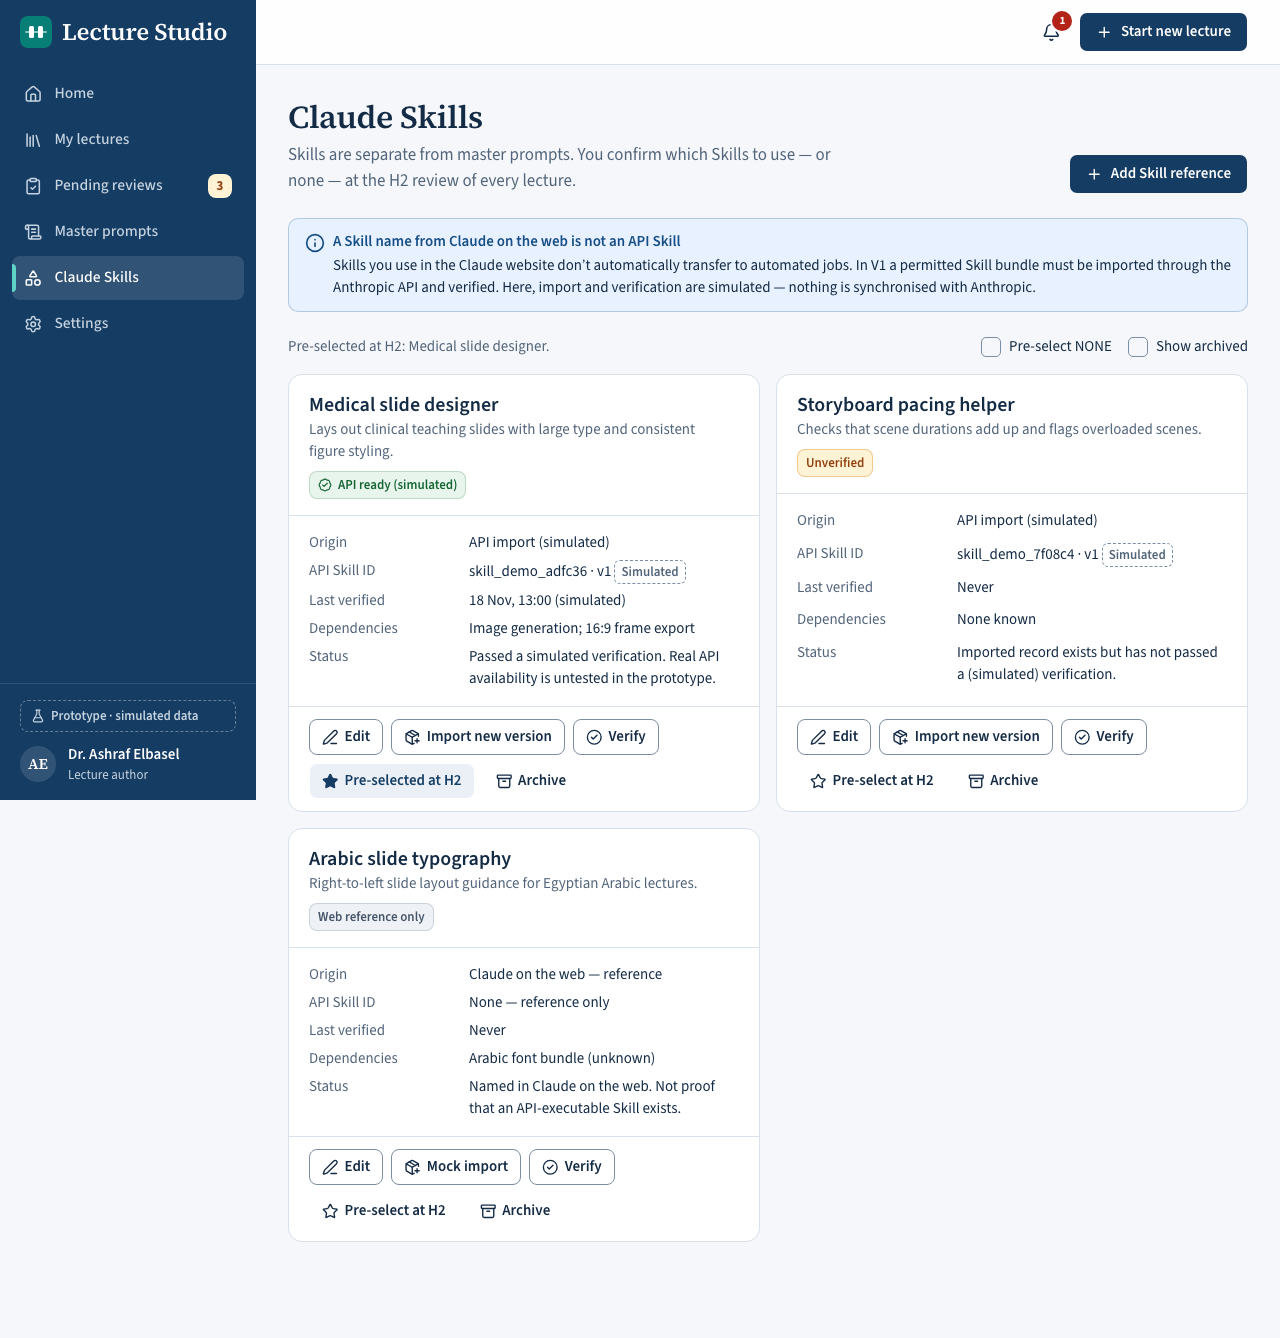 Lecture Studio
Home
My lectures
Pending reviews
3
Master prompts
Claude Skills
Settings
Prototype · simulated data
AE
Dr. Ashraf Elbasel
Lecture author
1
Start new lecture
Claude Skills
Skills are separate from master prompts. You confirm which Skills to use — or
none — at the H2 review of every lecture.
Add Skill reference
A Skill name from Claude on the web is not an API Skill
Skills you use in the Claude website don’t automatically transfer to automated jobs. In V1 a permitted Skill bundle must be imported through the
Anthropic API and verified. Here, import and verification are simulated — nothing is synchronised with Anthropic.
Pre-selected at H2: Medical slide designer.
Pre-select NONE
Show archived
Medical slide designer
Lays out clinical teaching slides with large type and consistent
figure styling.
API ready (simulated)
Origin
API import (simulated)
API Skill ID
skill_demo_adfc36 · v1 Simulated
Last verified
18 Nov, 13:00 (simulated)
Dependencies
Image generation; 16:9 frame export
Status
Passed a simulated verification. Real API
availability is untested in the prototype.
Edit
Import new version
Verify
Pre-selected at H2
Archive
Storyboard pacing helper
Checks that scene durations add up and flags overloaded scenes.
Unverified
Origin
API import (simulated)
API Skill ID
skill_demo_7f08c4 · v1 Simulated
Last verified
Never
Dependencies
None known
Status
Imported record exists but has not passed
a (simulated) verification.
Edit
Import new version
Verify
Pre-select at H2
Archive
Arabic slide typography
Right-to-left slide layout guidance for Egyptian Arabic lectures.
Web reference only
Origin
Claude on the web — reference
API Skill ID
None — reference only
Last verified
Never
Dependencies
Arabic font bundle (unknown)
Status
Named in Claude on the web. Not proof
that an API-executable Skill exists.
Edit
Mock import
Verify
Pre-select at H2
Archive